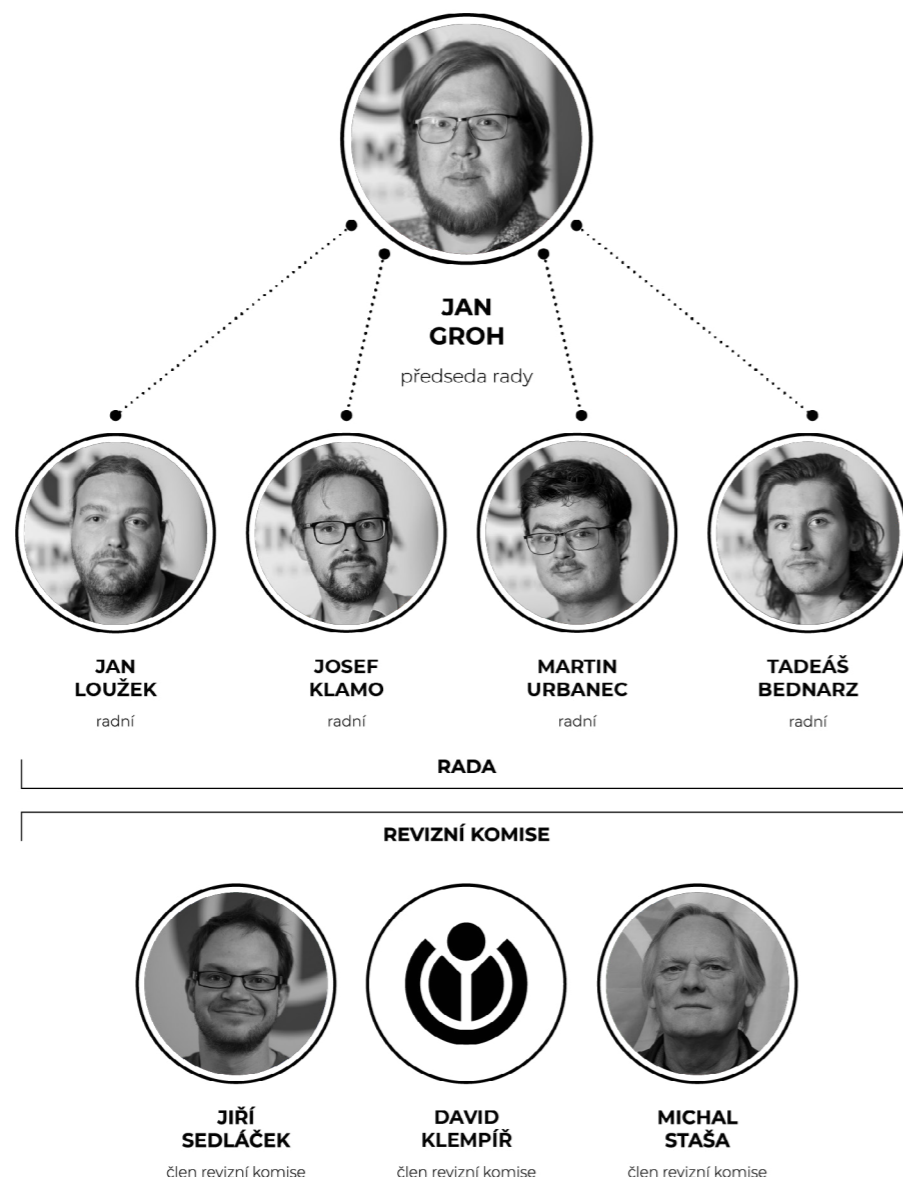 JAN
GROH
předseda rady
JAN
LOUŽEK
radní
JOSEF
KLAMO
radní
MARTIN
URBANEC
radní
TADEÁŠ
BEDNARZ
radní
RADA
REVIZNÍ KOMISE
JIŘÍ
SEDLÁČEK
člen revizní komise
DAVID
KLEMPÍŘ
člen revizní komise
MICHAL
STAŠA
člen revizní komise